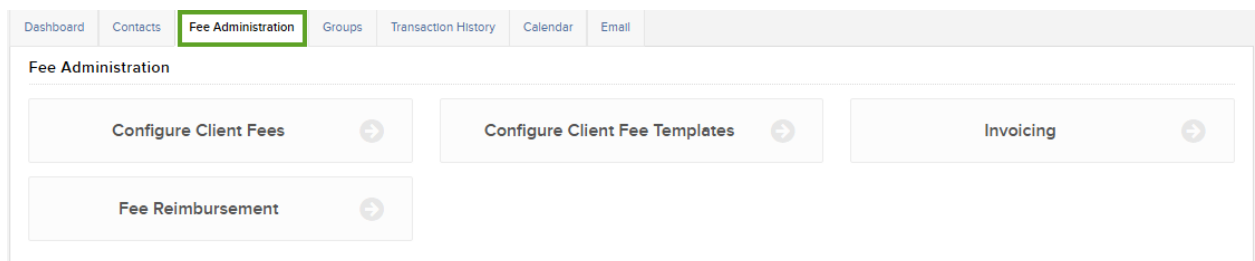 Dashboard Contacts Fee Administration Groups Transaction History Calendar Email
Fee Administration
Configure Client Fees Configure Client Fee Templates Invoicing
Fee Reimbursement